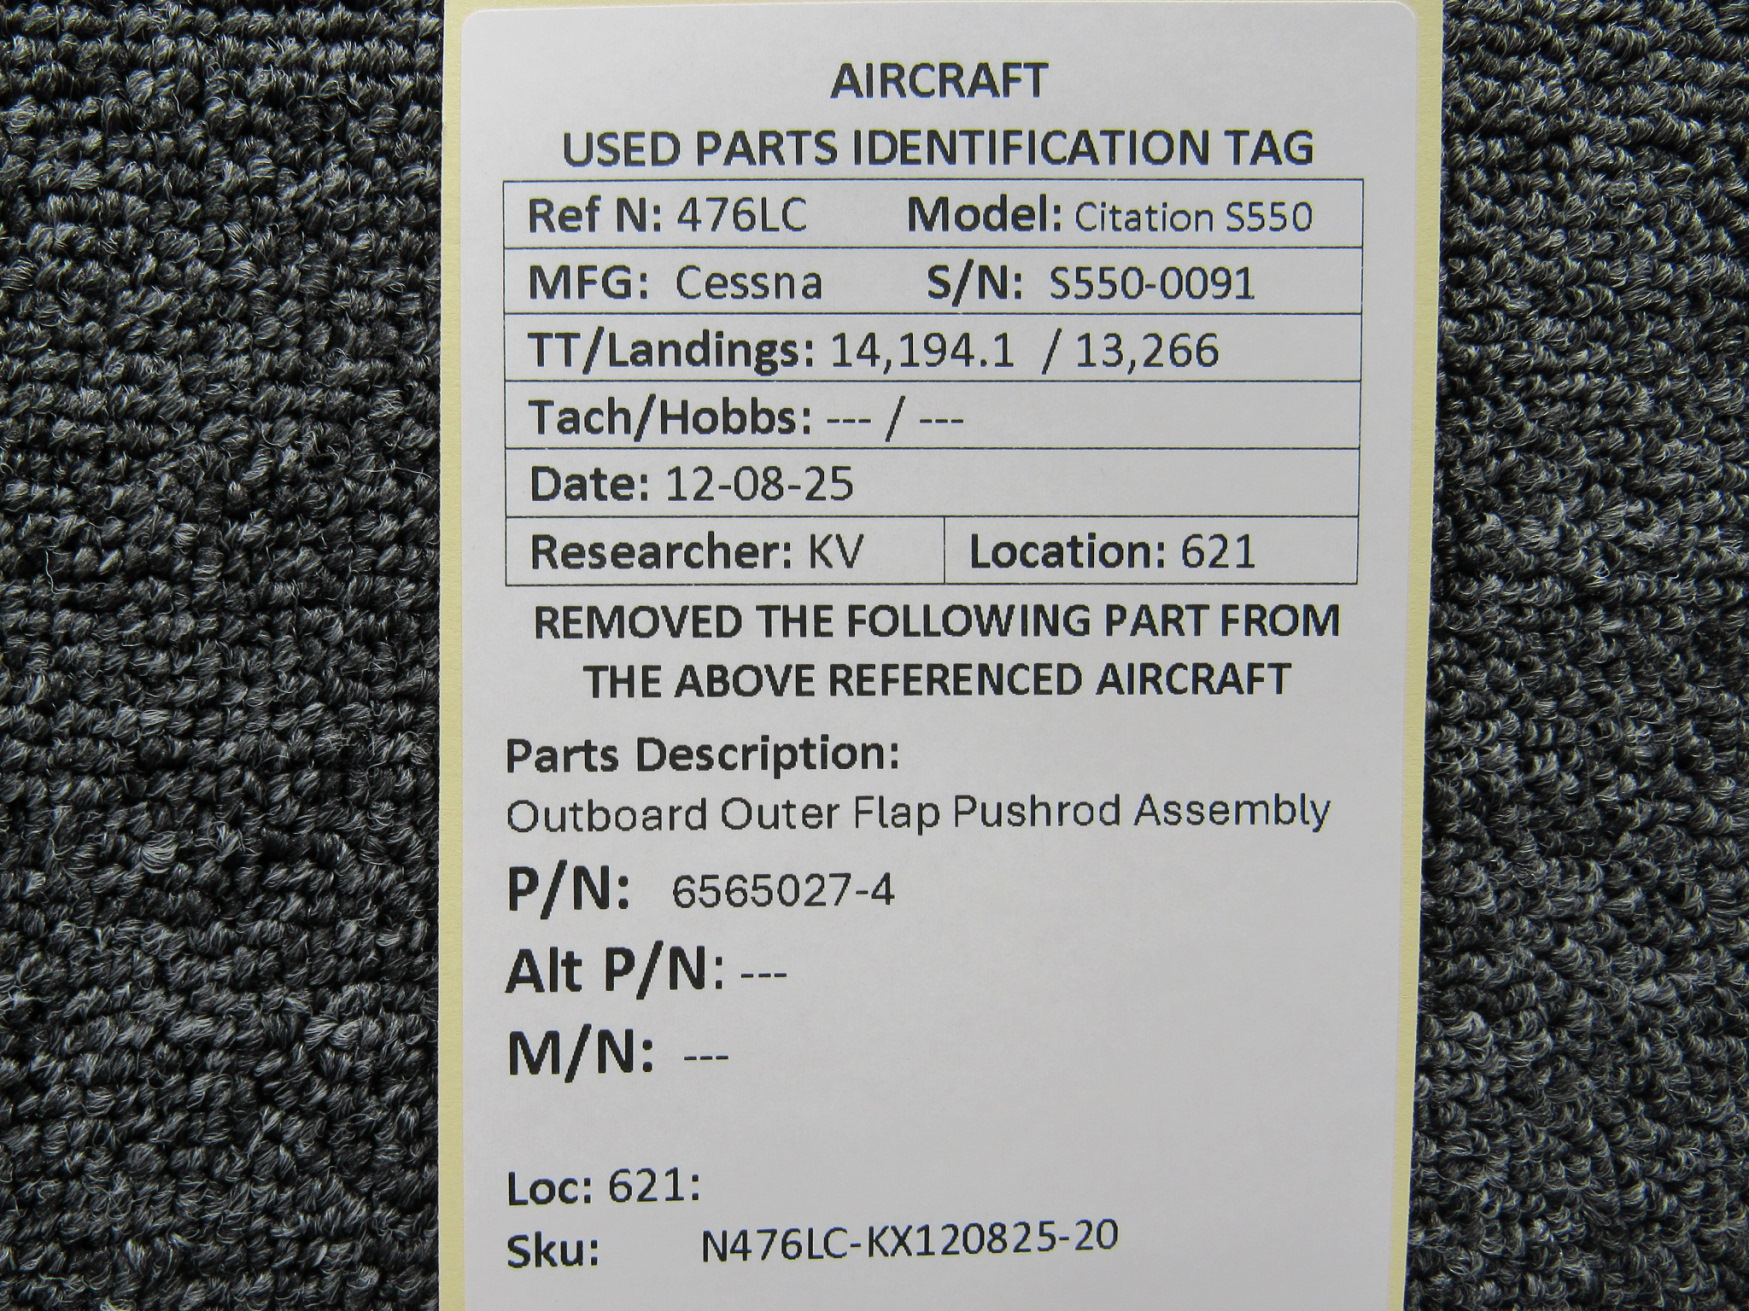 AIRCRAFT
USED PARTS IDENTIFICATION TAG
Ref N: 476LC Model: Citation S550
MFG: Cessna S/N: S550-0091
TT/Landings: 14,194.1 / 13,266
Tach/Hobbs: --- / ---
Date: 12-08-25
Researcher: KV Location: 621
REMOVED THE FOLLOWING PART FROM
THE ABOVE REFERENCED AIRCRAFT
Parts Description:
Outboard Outer Flap Pushrod Assembly
P/N: 6565027-4
Alt P/N: ---
M/N: ---
Loc: 621:
Sku: N476LC-KX120825-20